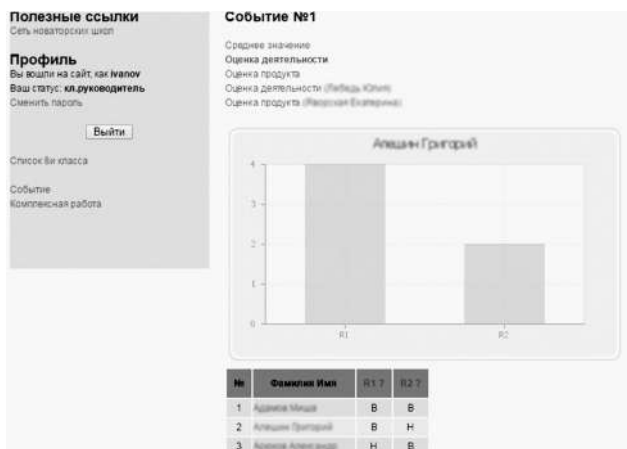 Полезные ссылки
Сеть новаторских школ
Профиль
Вы вошли на сайт, как ivanov
Ваш статус: кл.руководитель
Сменить пароль
Выйти
Список 8и класса
Событие
Комплексная работа
Событие №1
Среднее значение
Оценка деятельности
Оценка продукта
Оценка деятельности
Оценка продукта
Алешин Григорий
4
3
2
1
0
R1 R2
№ Фамилия Имя R1 ? R2 ?
1 В В
2 Алешин Григорий В Н
3 Н В